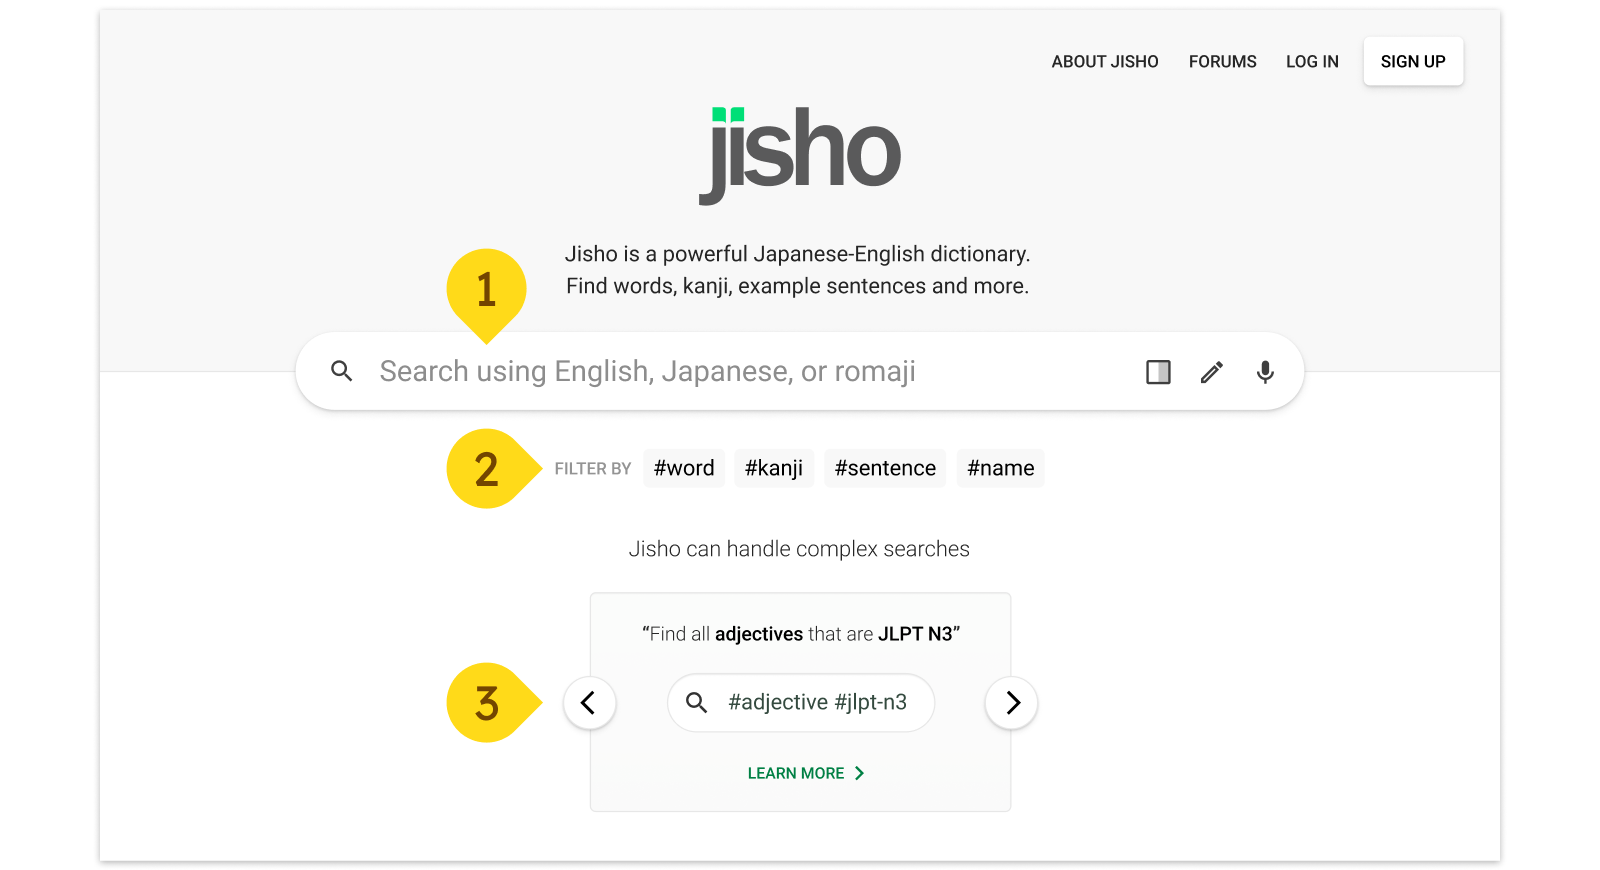 ABOUT JISHO FORUMS LOG IN SIGN UP
jisho
Jisho is a powerful Japanese-English dictionary.
Find words, kanji, example sentences and more.
1
Search using English, Japanese, or romaji
2
FILTER BY #word #kanji #sentence #name
Jisho can handle complex searches
“Find all adjectives that are JLPT N3”
3
#adjective #jlpt-n3
LEARN MORE